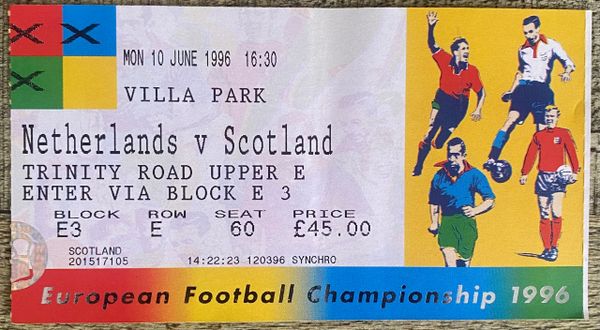 MON 10 JUNE 1996 16:30
VILLA PARK
Netherlands v Scotland
TRINITY ROAD UPPER E
ENTER VIA BLOCK E 3
BLOCK ROW SEAT PRICE
E3 E 60 £45.00
SCOTLAND
201517105 14:22:23 120396 SYNCHRO
European Football Championship 1996